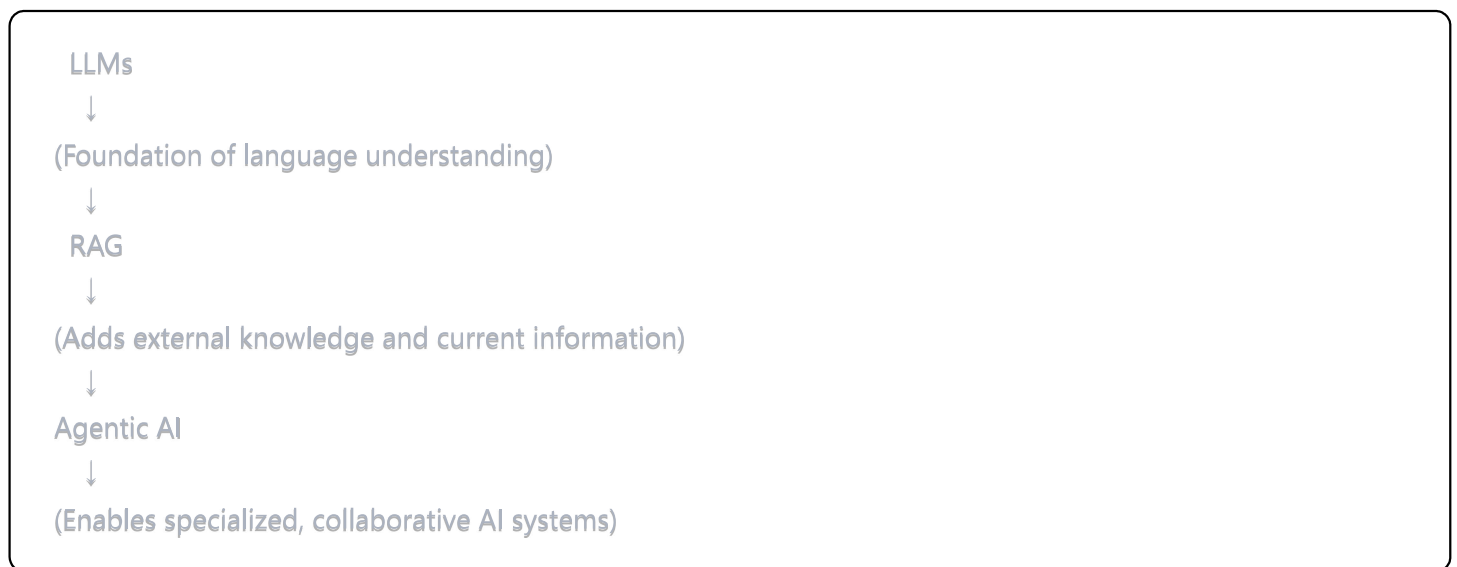 LLMs
↓
(Foundation of language understanding)
↓
RAG
↓
(Adds external knowledge and current information)
↓
Agentic AI
↓
(Enables specialized, collaborative AI systems)